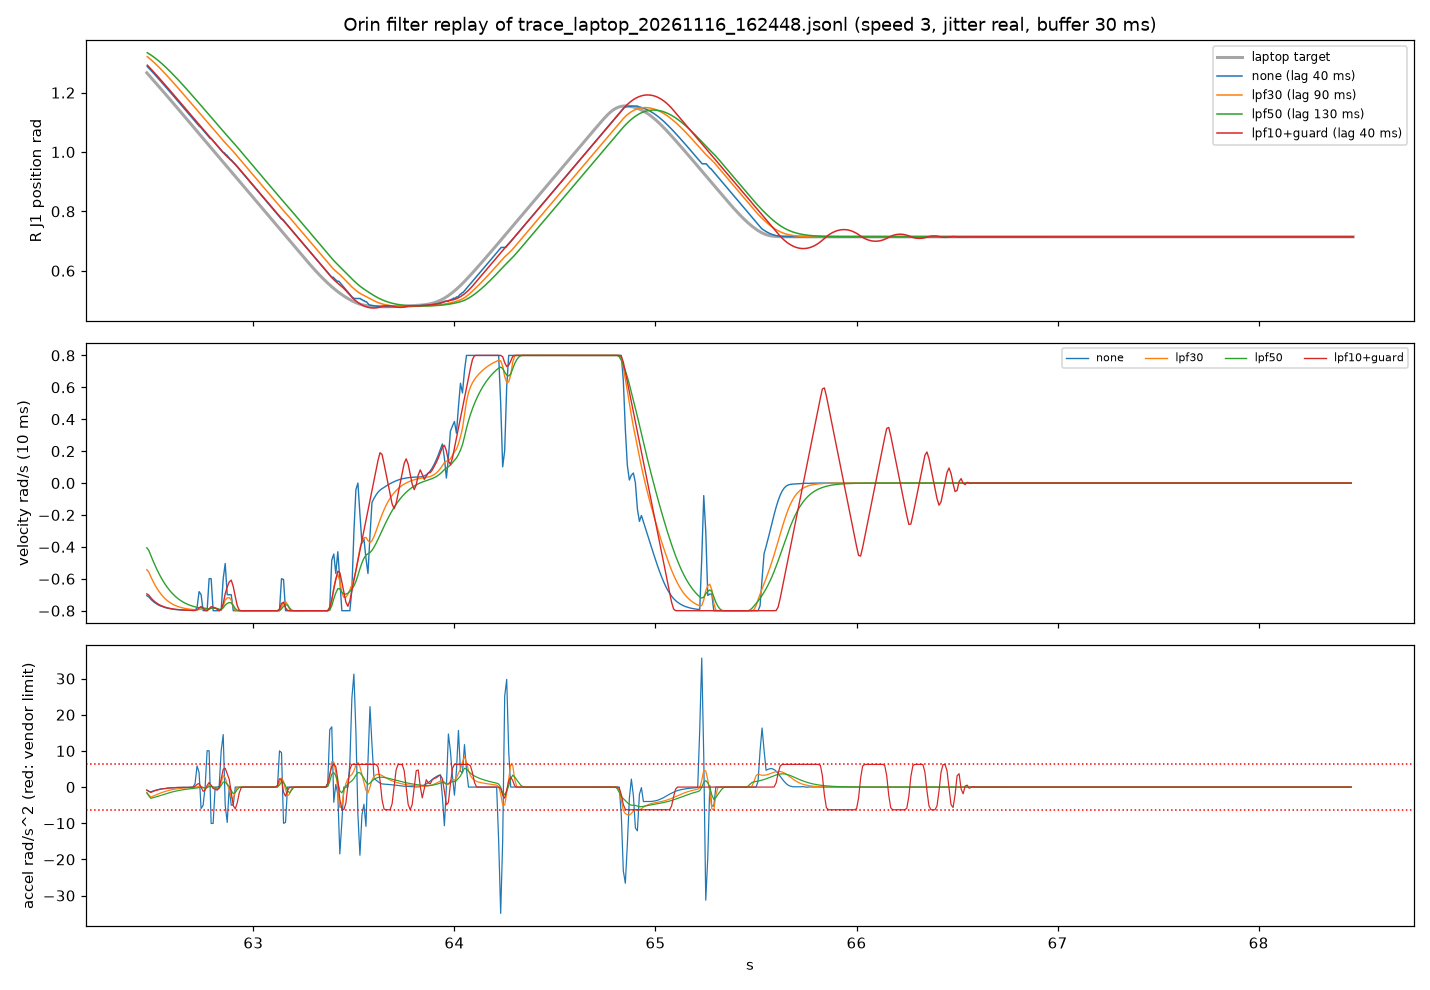 Orin filter replay of trace_laptop_20261116_162448.jsonl (speed 3, jitter real, buffer 30 ms)
R J1 position rad
1.2
1.0
0.8
0.6
laptop target
none (lag 40 ms)
lpf30 (lag 90 ms)
lpf50 (lag 130 ms)
lpf10+guard (lag 40 ms)
velocity rad/s (10 ms)
0.8
0.6
0.4
0.2
0.0
−0.2
−0.4
−0.6
−0.8
none lpf30 lpf50 lpf10+guard
accel rad/s^2 (red: vendor limit)
30
20
10
0
−10
−20
−30
63 64 65 66 67 68
s